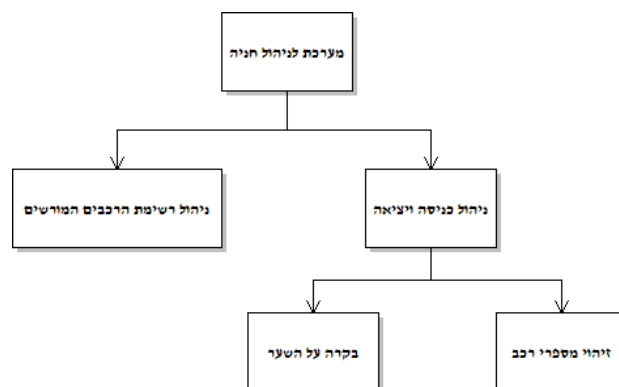 מערכת לניהול חניה
ניהול כניסה ויציאה
ניהול רשימת הרכבים המורשים
זיהוי מספרי רכב
בקרה על השער